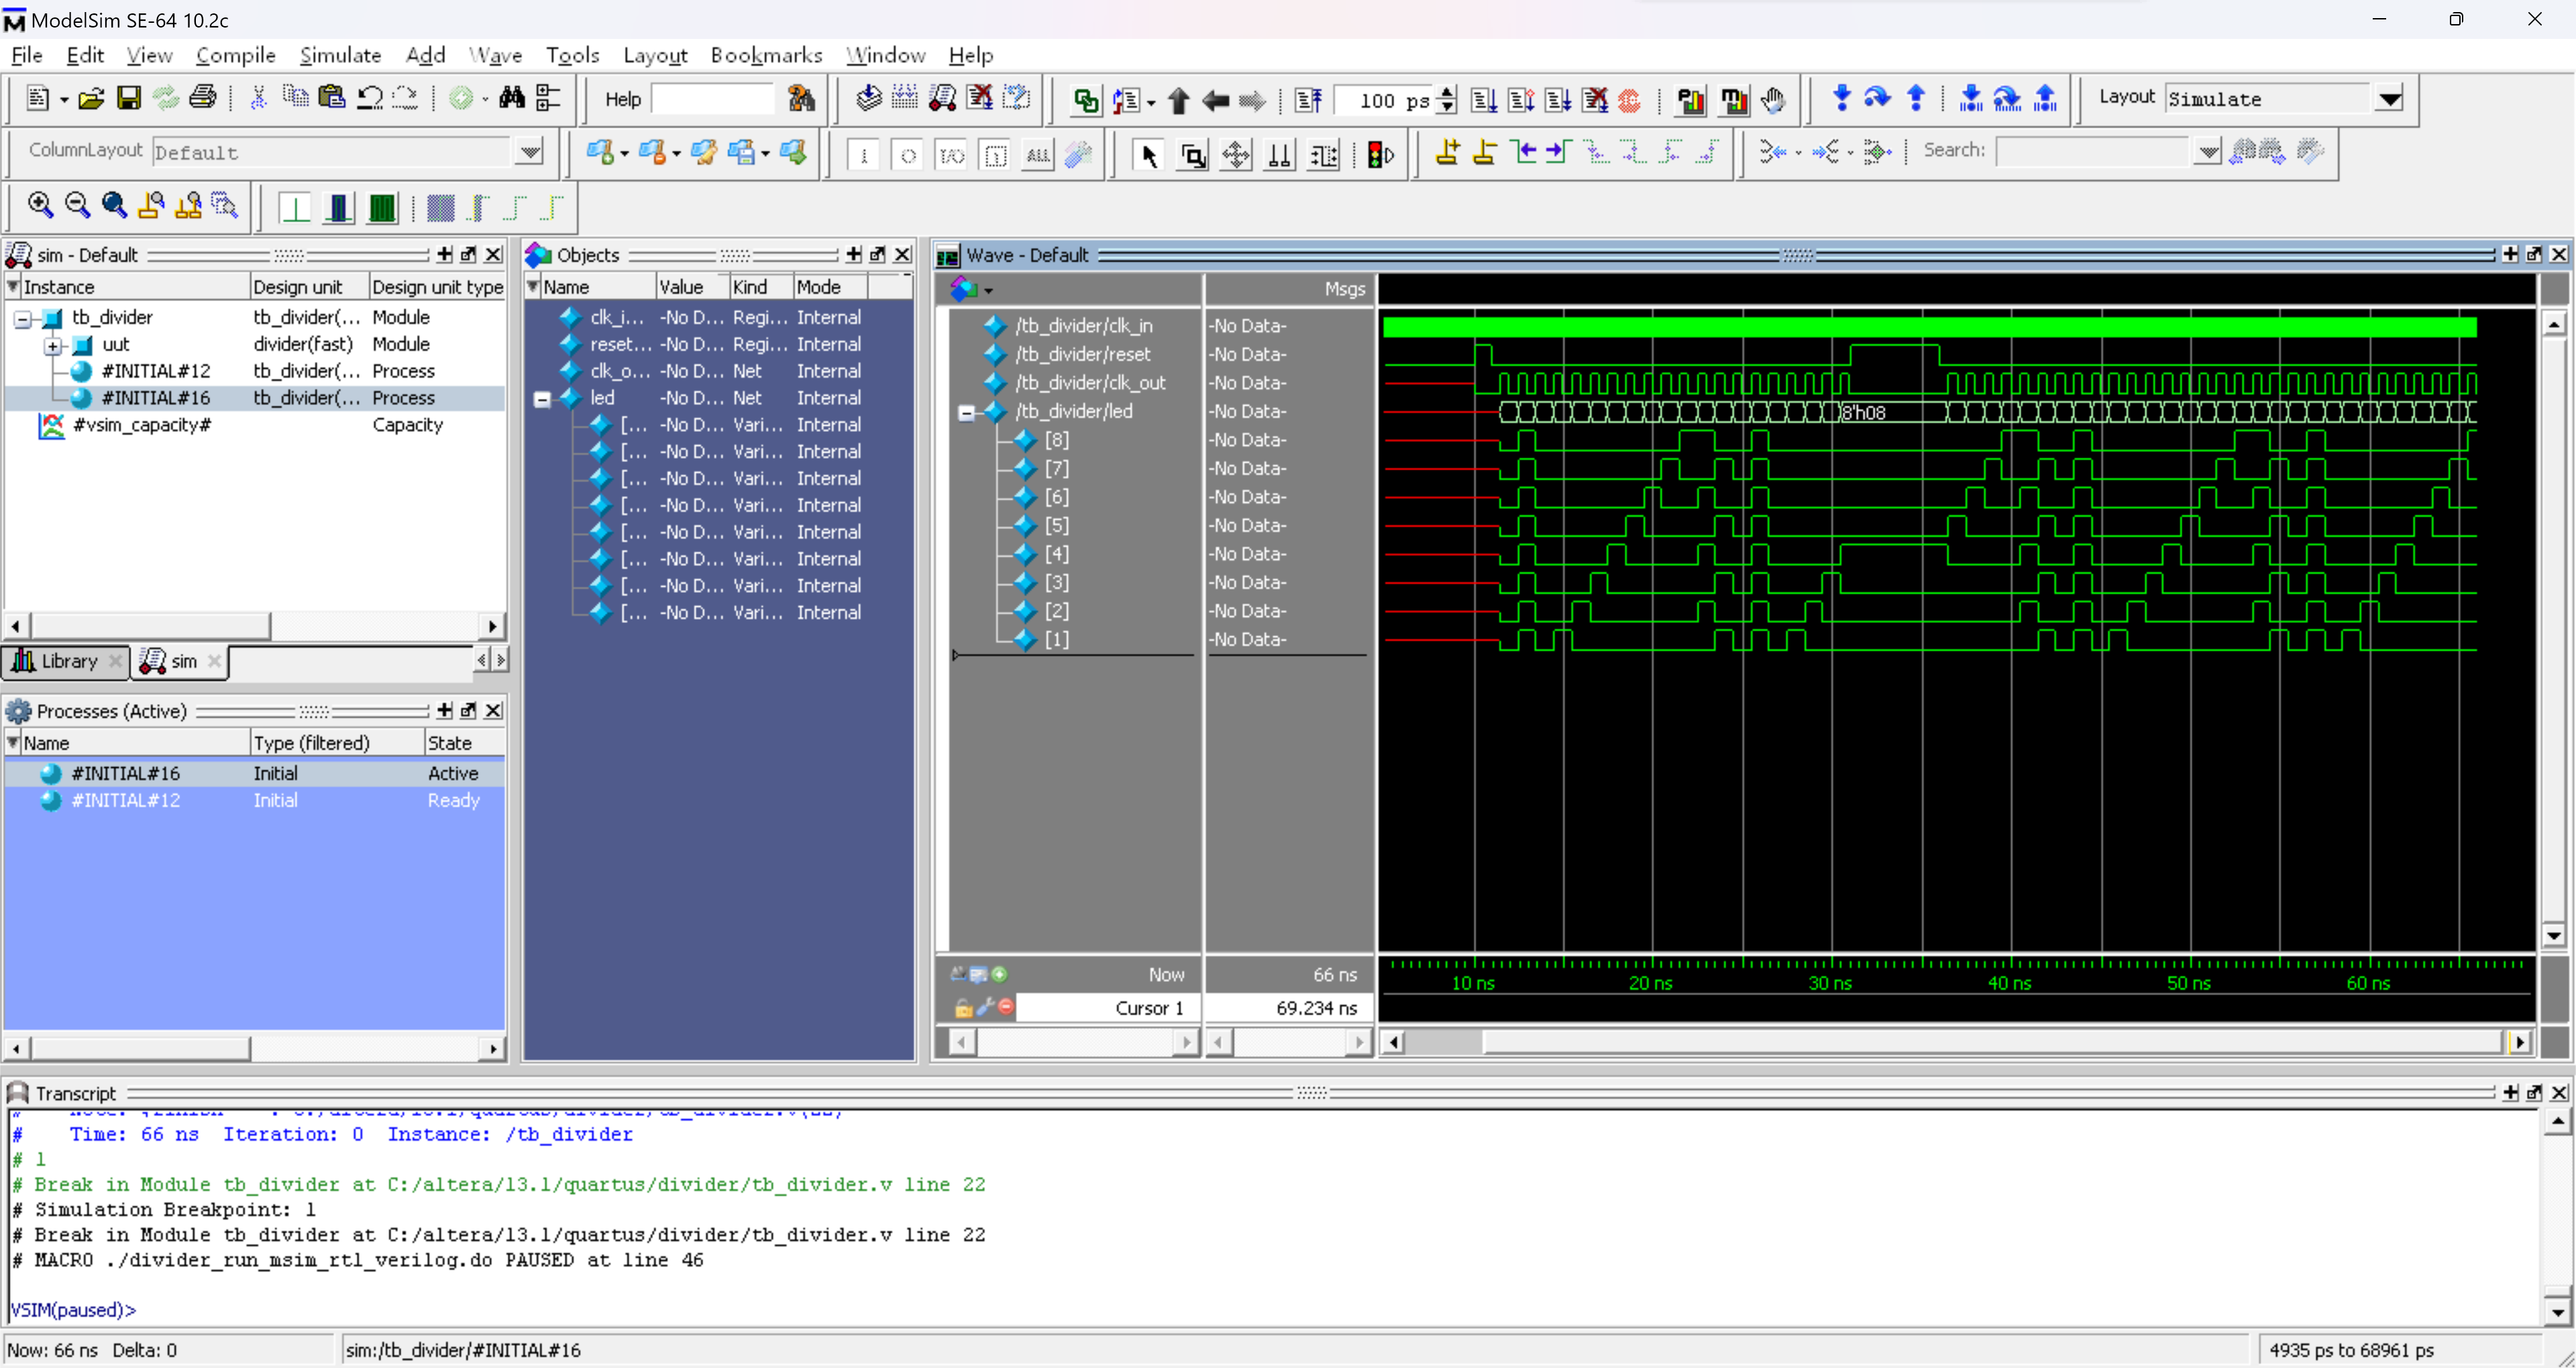 ModelSim SE-64 10.2c
File Edit View Compile Simulate Add Wave Tools Layout Bookmarks Window Help
Help
100 ps
Layout Simulate
ColumnLayout Default
I/O
ALL
Search:
sim - Default
Instance Design unit Design unit type
tb_divider tb_divider(... Module
uut divider(fast) Module
#INITIAL#12 tb_divider(... Process
#INITIAL#16 tb_divider(... Process
#vsim_capacity# Capacity
Library sim
Processes (Active)
Name Type (filtered) State
#INITIAL#16 Initial Active
#INITIAL#12 Initial Ready
Objects
Name Value Kind Mode
clk_i... -No D... Regi... Internal
reset... -No D... Regi... Internal
clk_o... -No D... Net Internal
led -No D... Net Internal
[... -No D... Vari... Internal
[... -No D... Vari... Internal
[... -No D... Vari... Internal
[... -No D... Vari... Internal
[... -No D... Vari... Internal
[... -No D... Vari... Internal
[... -No D... Vari... Internal
[... -No D... Vari... Internal
Wave - Default
Msgs
/tb_divider/clk_in -No Data-
/tb_divider/reset -No Data-
/tb_divider/clk_out -No Data-
/tb_divider/led -No Data- 8'h08
[8] -No Data-
[7] -No Data-
[6] -No Data-
[5] -No Data-
[4] -No Data-
[3] -No Data-
[2] -No Data-
[1] -No Data-
Now 66 ns
10 ns 20 ns 30 ns 40 ns 50 ns 60 ns
Cursor 1 69.234 ns
Transcript
# Time: 66 ns Iteration: 0 Instance: /tb_divider
# 1
# Break in Module tb_divider at C:/altera/13.1/quartus/divider/tb_divider.v line 22
# Simulation Breakpoint: 1
# Break in Module tb_divider at C:/altera/13.1/quartus/divider/tb_divider.v line 22
# MACRO ./divider_run_msim_rtl_verilog.do PAUSED at line 46
VSIM(paused)>
Now: 66 ns Delta: 0 sim:/tb_divider/#INITIAL#16 4935 ps to 68961 ps